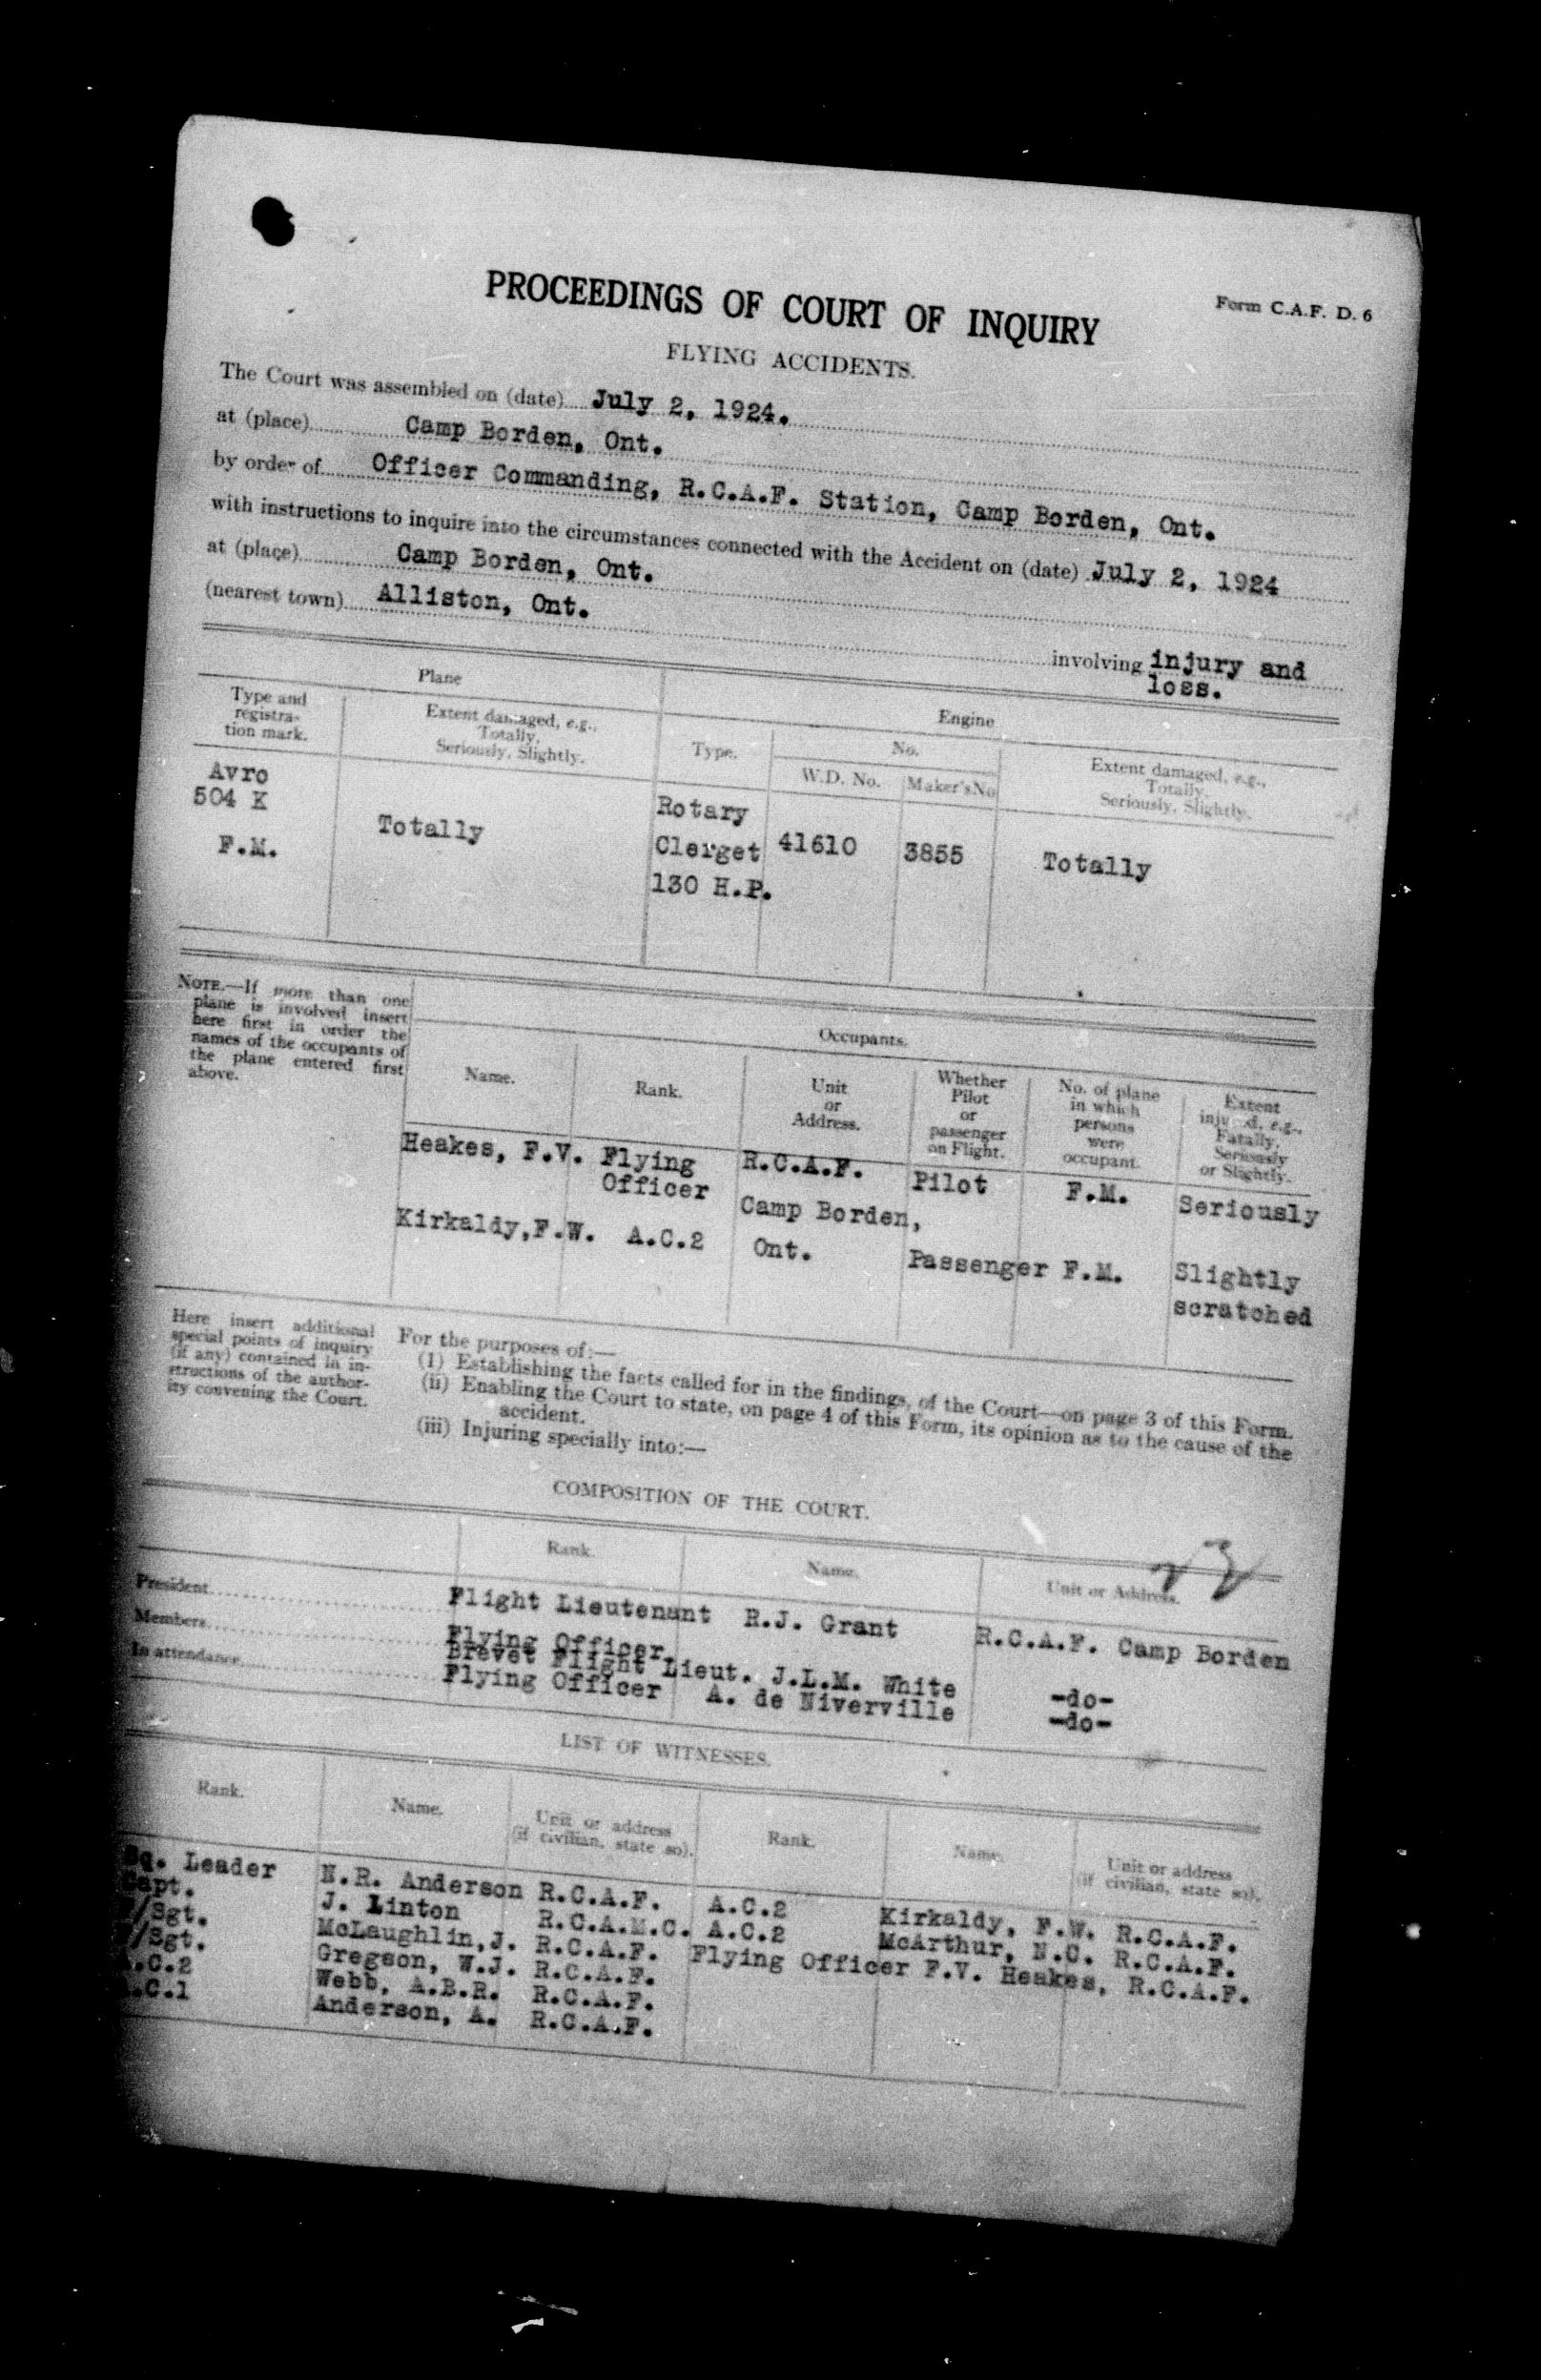 Form C.A.F. D. 6
PROCEEDINGS OF COURT OF INQUIRY
FLYING ACCIDENTS.
The Court was assembled on (date) July 2, 1924.
at (place) Camp Borden, Ont.
by order of Officer Commanding, R.C.A.F. Station, Camp Borden, Ont.
with instructions to inquire into the circumstances connected with the Accident on (date) July 2, 1924
at (place) Camp Borden, Ont.
(nearest town) Alliston, Ont.
involving injury and
loss.
Plane
Engine
Type and
registra-
tion mark.
Extent damaged, e.g.,
Totally,
Seriously, Slightly.
Type.
No.
W.D. No.
Maker's No
Extent damaged, e.g.,
Totally,
Seriously, Slightly.
Avro
504 K
F.M.
Totally
Rotary
Clerget
130 H.P.
41610
3855
Totally
NOTE.—If more than one
plane is involved insert
here first in order the
names of the occupants of
the plane entered first
above.
Occupants.
Name.
Rank.
Unit
or
Address.
Whether
Pilot
or
passenger
on Flight.
No. of plane
in which
persons
were
occupant.
Extent
inju d, e.g.,
Fatally,
Seriously
or Slightly.
Heakes, F.V. Flying R.C.A.F. Pilot F.M. Seriously
Officer
Camp Borden,
Kirkaldy,F.W. A.C.2 Ont. Passenger F.M. Slightly
scratched
Here insert additional
special points of inquiry
(if any) contained in in-
structions of the author-
ity convening the Court.
For the purposes of:—
(1) Establishing the facts called for in the findings, of the Court—on page 3 of this Form.
(ii) Enabling the Court to state, on page 4 of this Form, its opinion as to the cause of the
accident.
(iii) Injuring specially into:—
COMPOSITION OF THE COURT.
Rank. Name. Unit or Address.
President Flight Lieutenant R.J. Grant R.C.A.F. Camp Borden
Members Flying Officer,
Brevet Flight Lieut. J.L.M. White -do-
In attendance Flying Officer A. de Niverville -do-
LIST OF WITNESSES.
Rank.
Name.
Unit or address
(if civilian, state so).
Rank.
Name.
Unit or address
(if civilian, state so).
Sq. Leader N.R. Anderson R.C.A.F. A.C.2 Kirkaldy, F.W. R.C.A.F.
Capt. J. Linton R.C.A.M.C. A.C.2 McArthur, N.C. R.C.A.F.
/Sgt. McLaughlin,J. R.C.A.F. Flying Officer F.V. Heakes, R.C.A.F.
/Sgt. Gregson, W.J. R.C.A.F.
.C.2 Webb, A.B.R. R.C.A.F.
.C.1 Anderson, A. R.C.A.F.